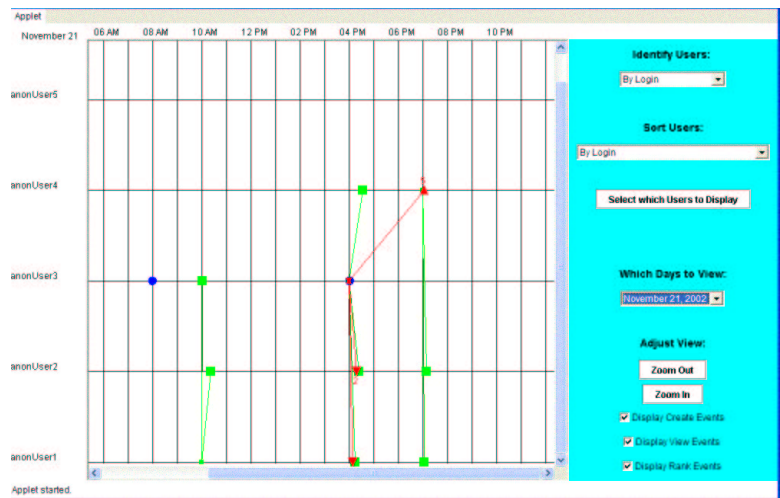 Applet
November 21
06 AM 08 AM 10 AM 12 PM 02 PM 04 PM 06 PM 08 PM 10 PM
anonUser5
anonUser4
anonUser3
anonUser2
anonUser1
Identify Users:
By Login
Sort Users:
By Login
Select which Users to Display
Which Days to View:
November 21, 2002
Adjust View:
Zoom Out
Zoom In
Display Create Events
Display View Events
Display Rank Events
Applet started.